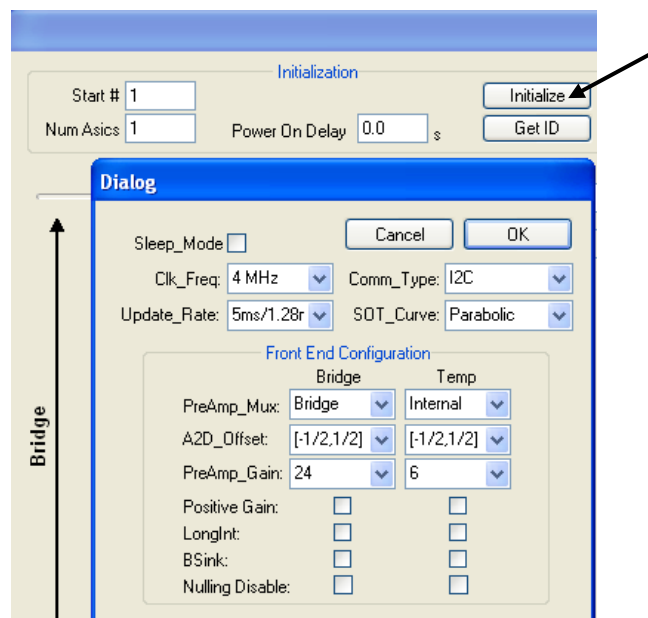 Initialization
Start # 1 Initialize
Num Asics 1 Power On Delay 0.0 s Get ID
Dialog
Sleep_Mode Cancel OK
Clk_Freq: 4 MHz Comm_Type: I2C
Update_Rate: 5ms/1.28r SOT_Curve: Parabolic
Front End Configuration
Bridge Temp
PreAmp_Mux: Bridge Internal
A2D_Offset: [-1/2,1/2] [-1/2,1/2]
PreAmp_Gain: 24 6
Positive Gain:
LongInt:
BSink:
Nulling Disable:
Bridge